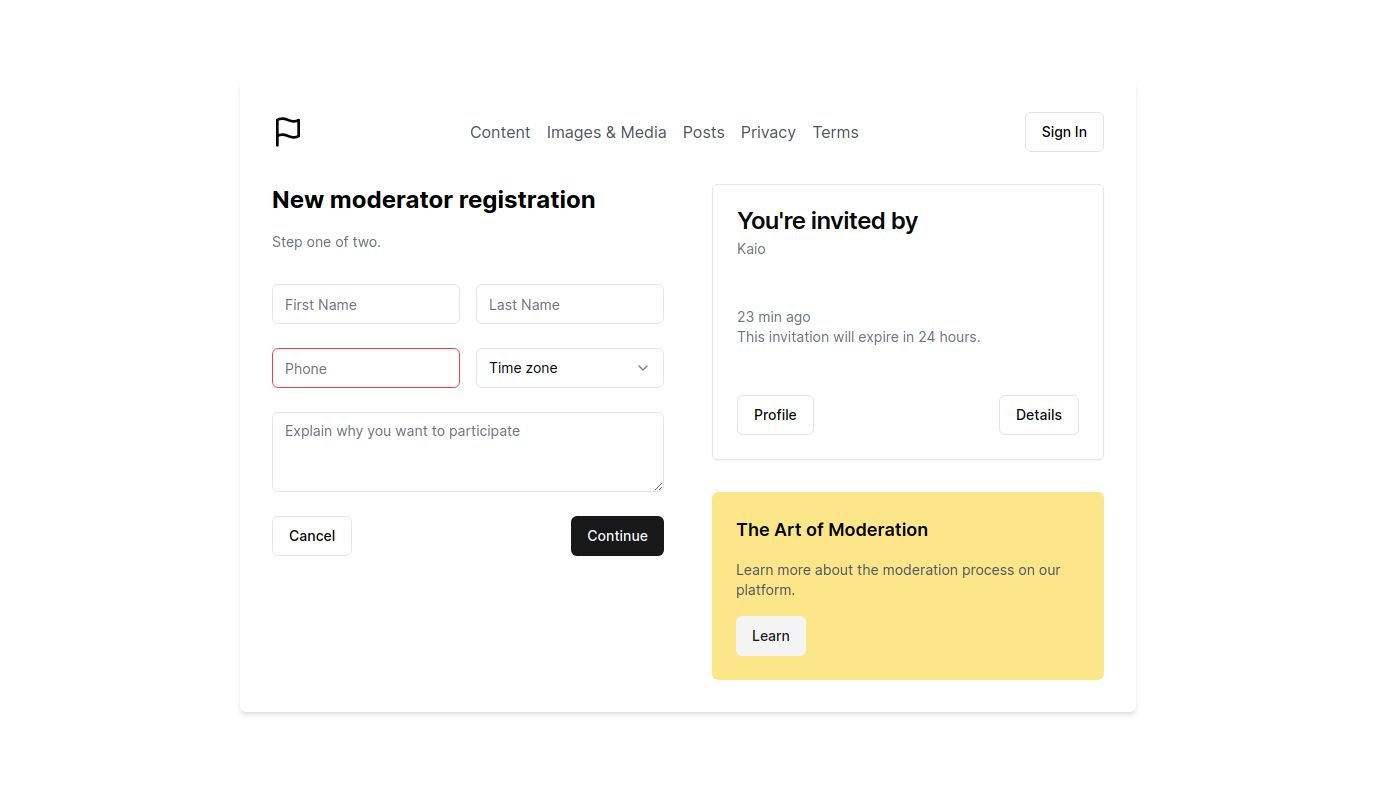 Content Images & Media Posts Privacy Terms Sign In
New moderator registration
Step one of two.
First Name Last Name
Phone Time zone
Explain why you want to participate
Cancel Continue
You're invited by
Kaio
23 min ago
This invitation will expire in 24 hours.
Profile Details
The Art of Moderation
Learn more about the moderation process on our
platform.
Learn